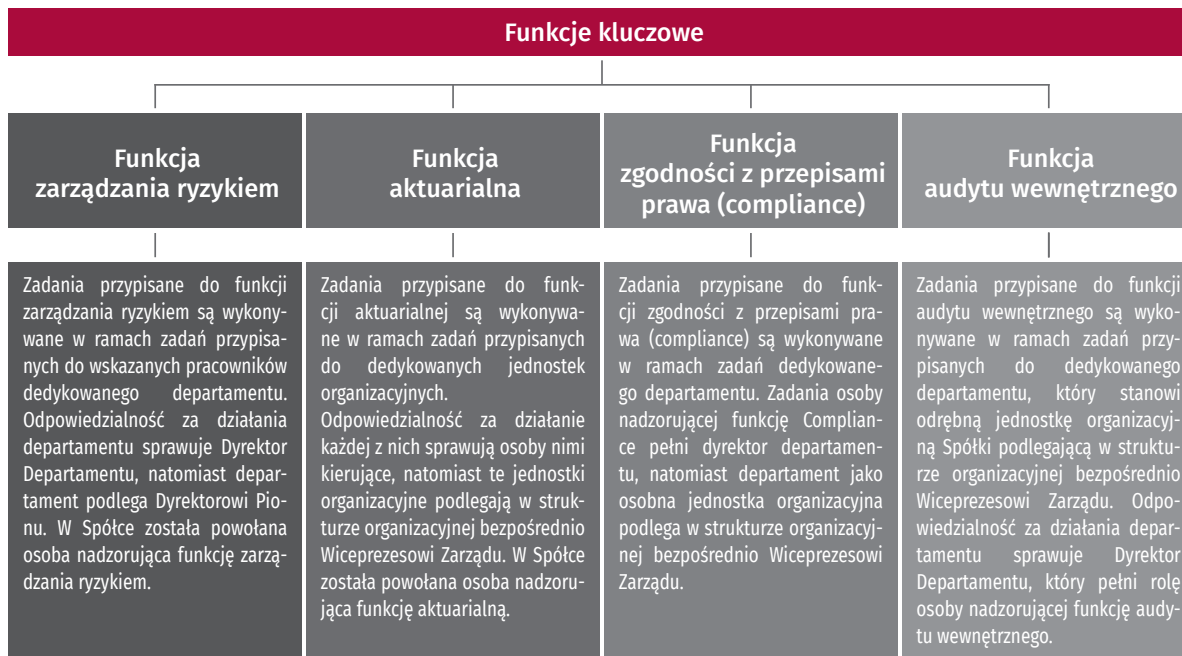 Funkcje kluczowe
Funkcja
zarządzania ryzykiem
Funkcja
aktuarialna
Funkcja
zgodności z przepisami
prawa (compliance)
Funkcja
audytu wewnętrznego
Zadania przypisane do funkcji
zarządzania ryzykiem są wykony-
wane w ramach zadań przypisa-
nych do wskazanych pracowników
dedykowanego departamentu.
Odpowiedzialność za działania
departamentu sprawuje Dyrektor
Departamentu, natomiast depar-
tament podlega Dyrektorowi Pio-
nu. W Spółce została powołana
osoba nadzorująca funkcję zarzą-
dzania ryzykiem.
Zadania przypisane do funk-
cji aktuarialnej są wykonywa-
ne w ramach zadań przypisanych
do dedykowanych jednostek
organizacyjnych.
Odpowiedzialność za działanie
każdej z nich sprawują osoby nimi
kierujące, natomiast te jednostki
organizacyjne podlegają w struk-
turze organizacyjnej bezpośrednio
Wiceprezesowi Zarządu. W Spółce
została powołana osoba nadzoru-
jąca funkcję aktuarialną.
Zadania przypisane do funk-
cji zgodności z przepisami pra-
wa (compliance) są wykonywane
w ramach zadań dedykowane-
go departamentu. Zadania osoby
nadzorującej funkcję Complian-
ce pełni dyrektor departamen-
tu, natomiast departament jako
osobna jednostka organizacyjna
podlega w strukturze organizacyj-
nej bezpośrednio Wiceprezesowi
Zarządu.
Zadania przypisane do funkcji
audytu wewnętrznego są wyko-
nywane w ramach zadań przy-
pisanych do dedykowanego
departamentu, który stanowi
odrębną jednostkę organizacyj-
ną Spółki podlegającą w struktu-
rze organizacyjnej bezpośrednio
Wiceprezesowi Zarządu. Odpo-
wiedzialność za działania depar-
tamentu sprawuje Dyrektor
Departamentu, który pełni rolę
osoby nadzorującej funkcję audy-
tu wewnętrznego.